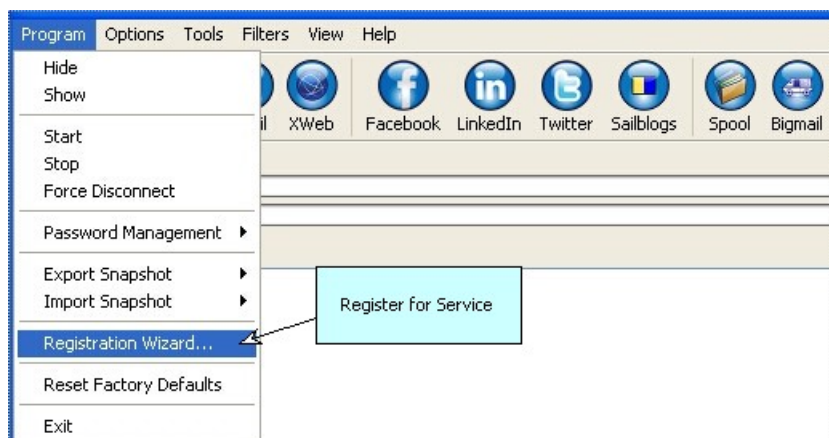 Program Options Tools Filters View Help
Hide
Show
Start
Stop
Force Disconnect
Password Management
Export Snapshot
Import Snapshot
Registration Wizard...
Reset Factory Defaults
Exit
XWeb Facebook LinkedIn Twitter Sailblogs Spool Bigmail
Register for Service